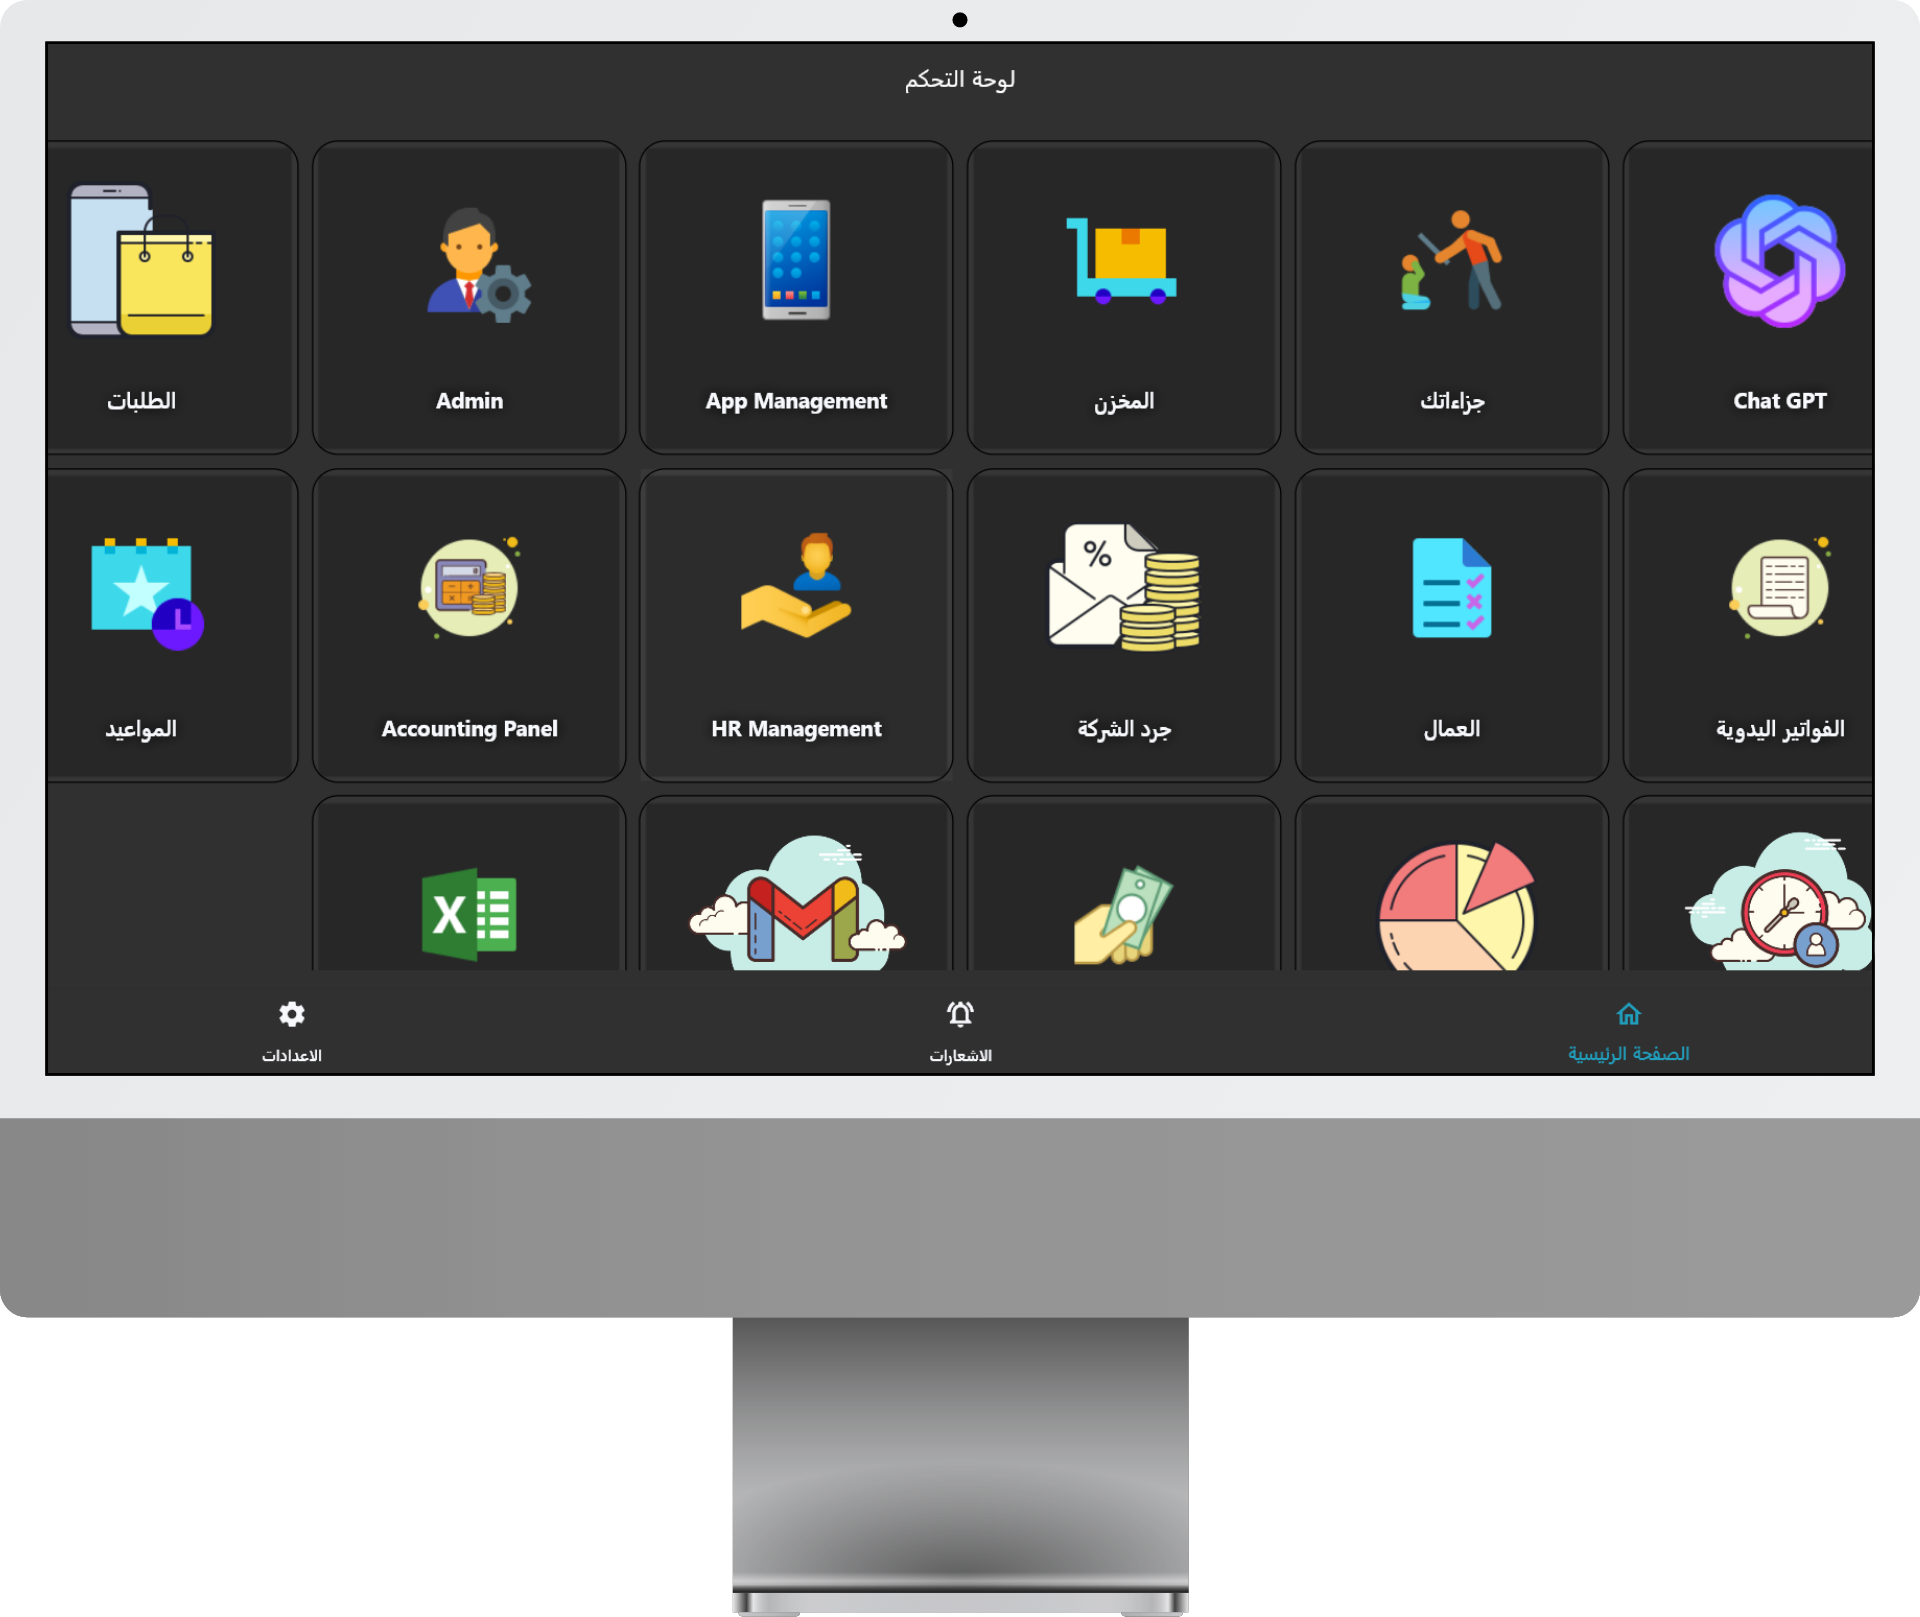 لوحة التحكم
Chat GPT
جزاءاتك
المخزن
App Management
Admin
الطلبات
الفواتير اليدوية
العمال
%
جرد الشركة
HR Management
Accounting Panel
المواعيد
X
الصفحة الرئيسية
الاشعارات
الاعدادات